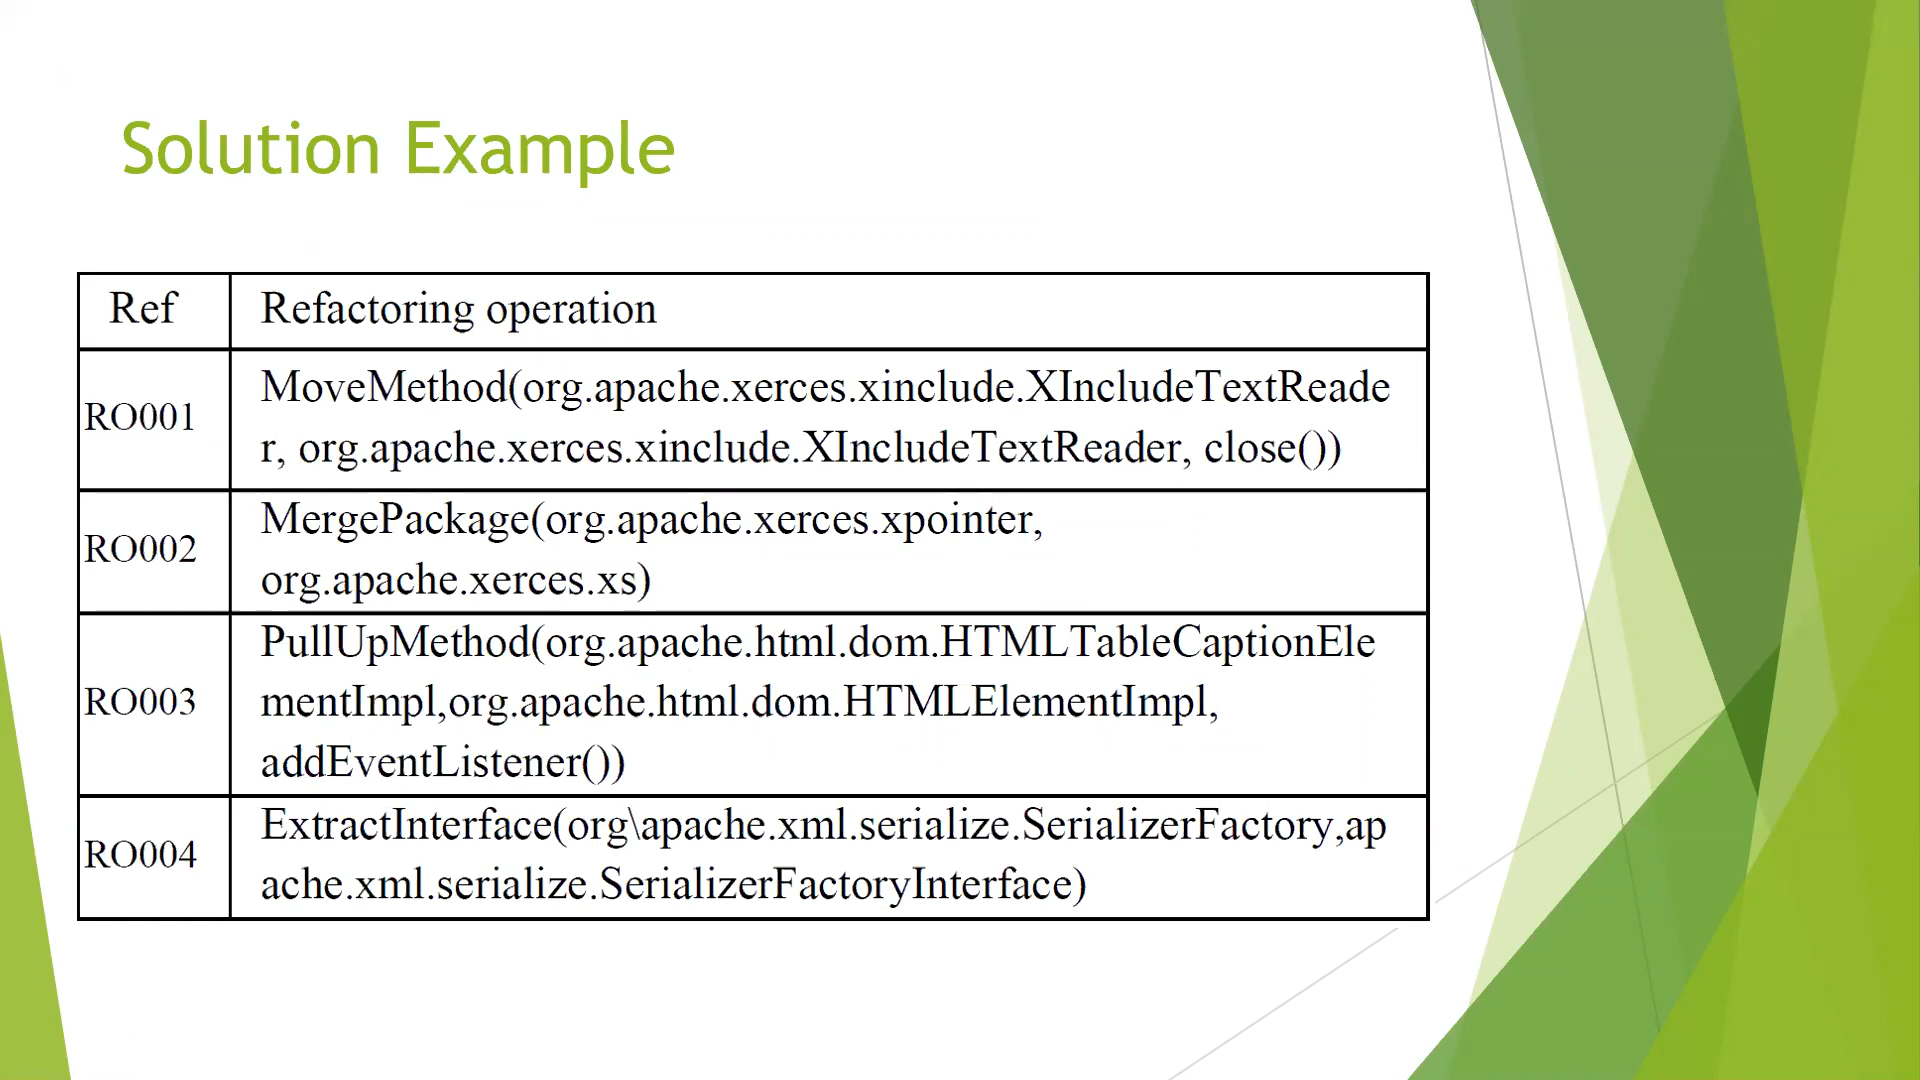 Solution Example
Ref
Refactoring operation
RO001
MoveMethod(org.apache.xerces.xinclude.XIncludeTextReade
r, org.apache.xerces.xinclude.XIncludeTextReader, close())
RO002
MergePackage(org.apache.xerces.xpointer,
org.apache.xerces.xs)
RO003
PullUpMethod(org.apache.html.dom.HTMLTableCaptionEle
mentImpl,org.apache.html.dom.HTMLElementImpl,
addEventListener())
RO004
ExtractInterface(org\apache.xml.serialize.SerializerFactory,ap
ache.xml.serialize.SerializerFactoryInterface)